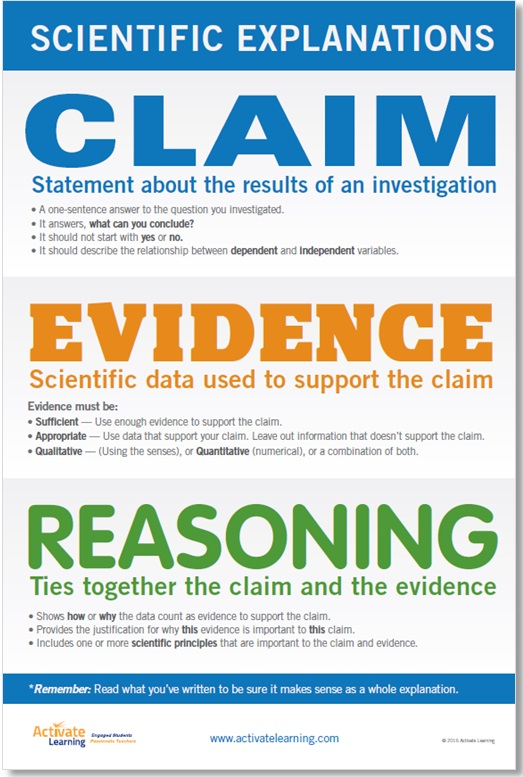 SCIENTIFIC EXPLANATIONS
CLAIM
Statement about the results of an investigation
• A one-sentence answer to the question you investigated.
• It answers, what can you conclude?
• It should not start with yes or no.
• It should describe the relationship between dependent and independent variables.
EVIDENCE
Scientific data used to support the claim
Evidence must be:
• Sufficient — Use enough evidence to support the claim.
• Appropriate — Use data that support your claim. Leave out information that doesn't support the claim.
• Qualitative — (Using the senses), or Quantitative (numerical), or a combination of both.
REASONING
Ties together the claim and the evidence
• Shows how or why the data count as evidence to support the claim.
• Provides the justification for why this evidence is important to this claim.
• Includes one or more scientific principles that are important to the claim and evidence.
*Remember: Read what you've written to be sure it makes sense as a whole explanation.
Activate
Learning
Engaged Students
Passionate Teachers
www.activatelearning.com
Activate Learning